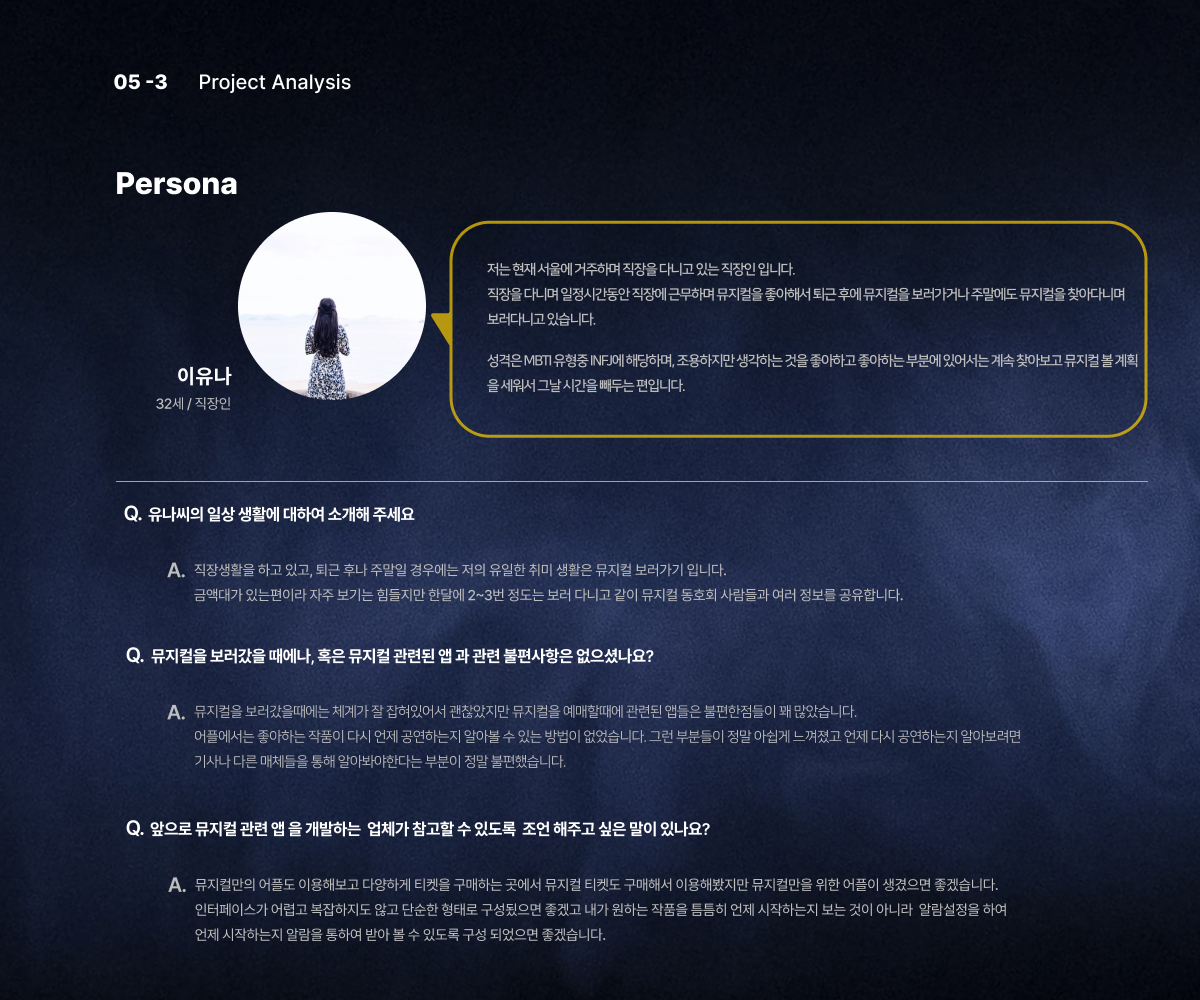 05 -3 Project Analysis
Persona
저는 현재 서울에 거주하며 직장을 다니고 있는 직장인 입니다.
직장을 다니며 일정시간동안 직장에 근무하며 뮤지컬을 좋아해서 퇴근 후에 뮤지컬을 보러가거나 주말에도 뮤지컬을 찾아다니며
보러다니고 있습니다.
성격은 MBTI 유형중 INFJ에 해당하며, 조용하지만 생각하는 것을 좋아하고 좋아하는 부분에 있어서는 계속 찾아보고 뮤지컬 볼 계획
을 세워서 그날 시간을 빼두는 편입니다.
이유나
32세 / 직장인
Q. 유나씨의 일상 생활에 대하여 소개해 주세요
A. 직장생활을 하고 있고, 퇴근 후나 주말일 경우에는 저의 유일한 취미 생활은 뮤지컬 보러가기 입니다.
금액대가 있는편이라 자주 보기는 힘들지만 한달에 2~3번 정도는 보러 다니고 같이 뮤지컬 동호회 사람들과 여러 정보를 공유합니다.
Q. 뮤지컬을 보러갔을 때에나, 혹은 뮤지컬 관련된 앱 과 관련 불편사항은 없으셨나요?
A. 뮤지컬을 보러갔을때에는 체계가 잘 잡혀있어서 괜찮았지만 뮤지컬을 예매할때에 관련된 앱들은 불편한점들이 꽤 많았습니다.
어플에서는 좋아하는 작품이 다시 언제 공연하는지 알아볼 수 있는 방법이 없었습니다. 그런 부분들이 정말 아쉽게 느껴졌고 언제 다시 공연하는지 알아보려면
기사나 다른 매체들을 통해 알아봐야한다는 부분이 정말 불편했습니다.
Q. 앞으로 뮤지컬 관련 앱 을 개발하는 업체가 참고할 수 있도록 조언 해주고 싶은 말이 있나요?
A. 뮤지컬만의 어플도 이용해보고 다양하게 티켓을 구매하는 곳에서 뮤지컬 티켓도 구매해서 이용해봤지만 뮤지컬만을 위한 어플이 생겼으면 좋겠습니다.
인터페이스가 어렵고 복잡하지도 않고 단순한 형태로 구성됬으면 좋겠고 내가 원하는 작품을 틈틈히 언제 시작하는지 보는 것이 아니라 알람설정을 하여
언제 시작하는지 알람을 통하여 받아 볼 수 있도록 구성 되었으면 좋겠습니다.